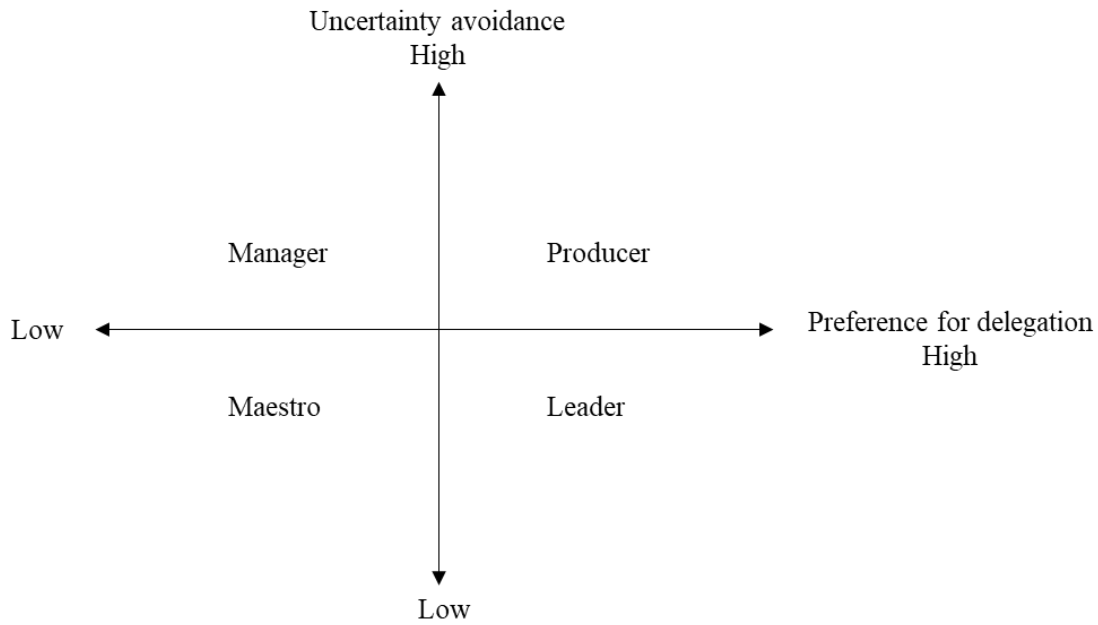 Uncertainty avoidance
High
Manager
Producer
Low
Preference for delegation
High
Maestro
Leader
Low